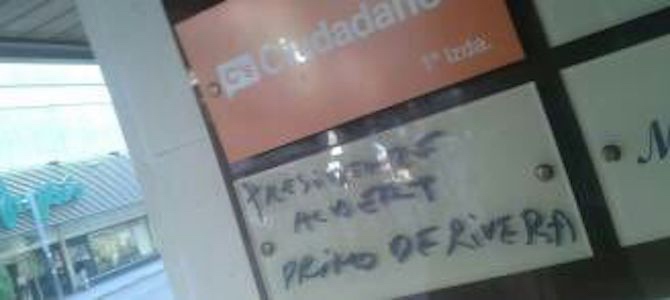 C's Ciudadano
1º Izda.
PRESIDENTE
ALBERT
PRIMO DE RIVERA
M